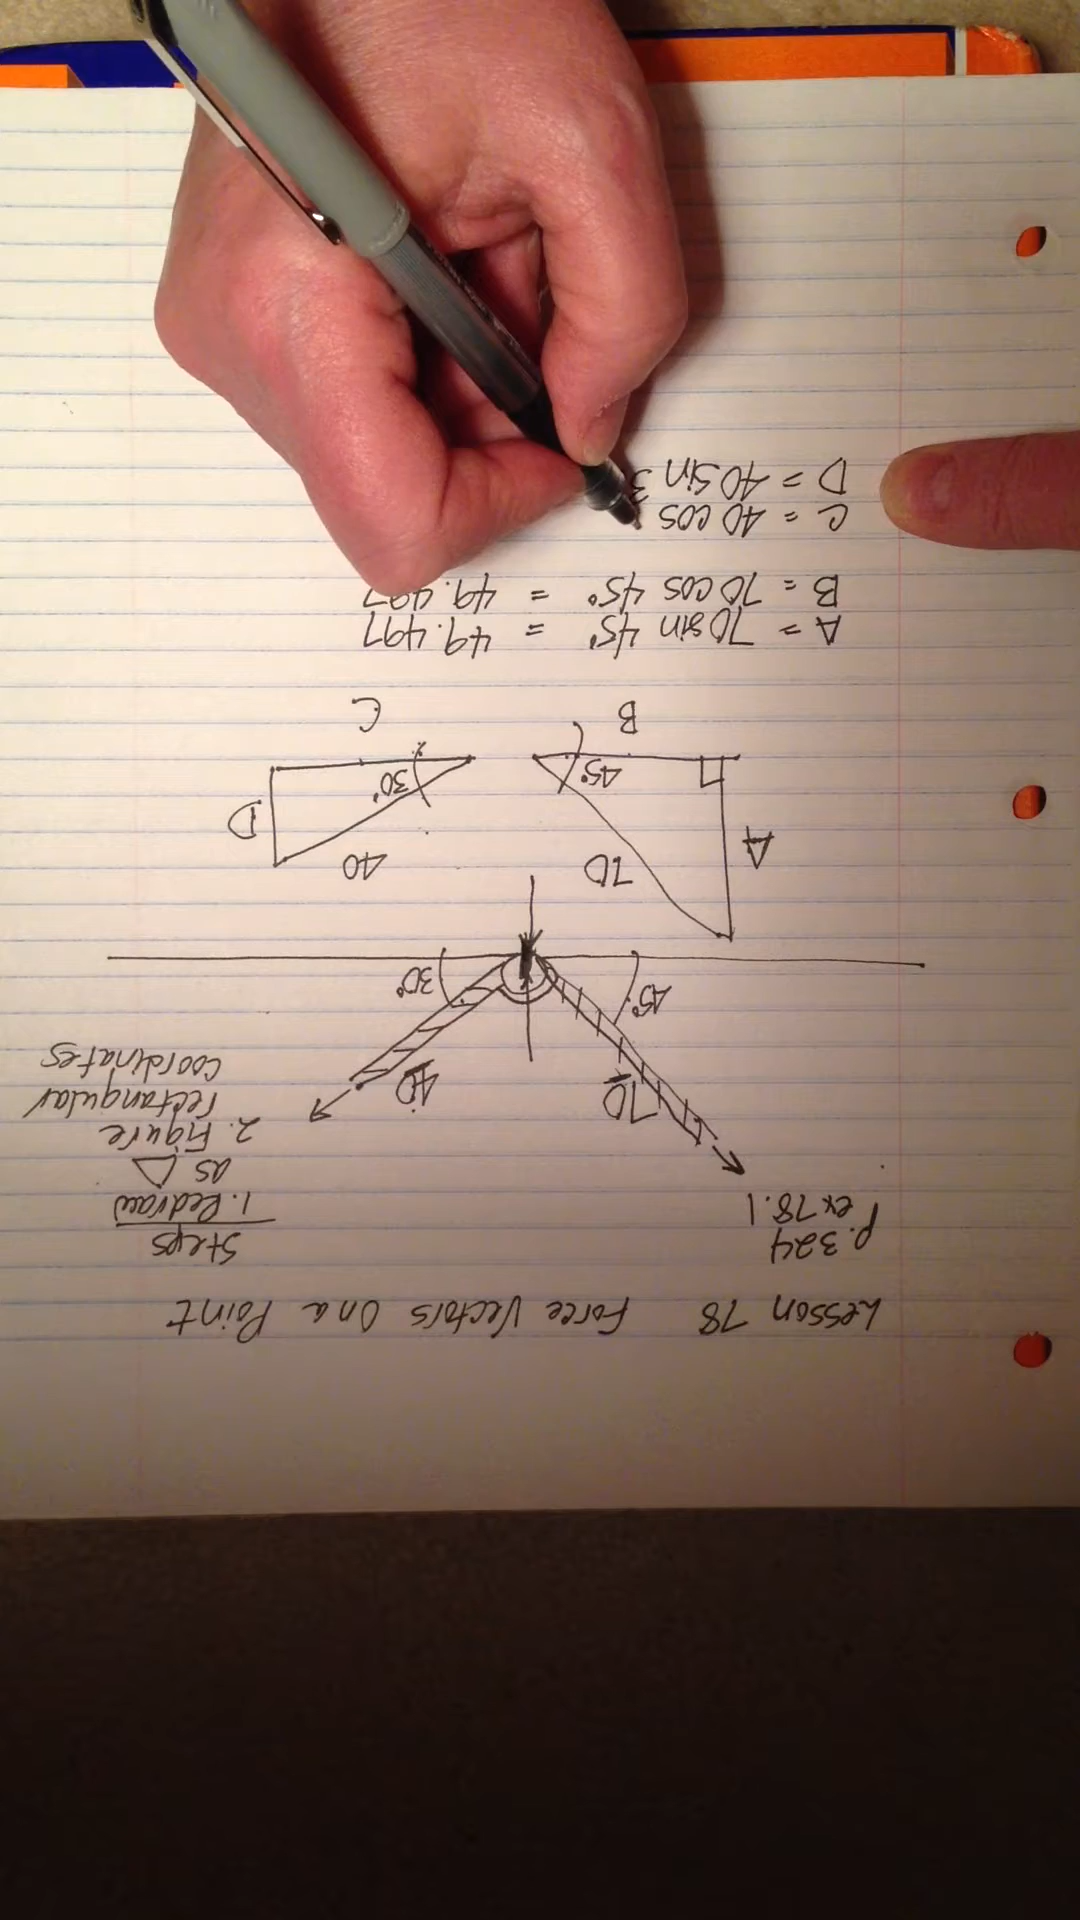 Lesson 78 Force Vectors On a Point
p. 324
ex 78.1
Steps
1. Redraw
as
2. Figure
rectangular
coordinates
70
40
45°
30°
70
40
A
45°
30°
D
B
C
A = 70 sin 45° = 49.497
B = 70 cos 45° = 49.497
C = 40 cos
D = 40 sin 3